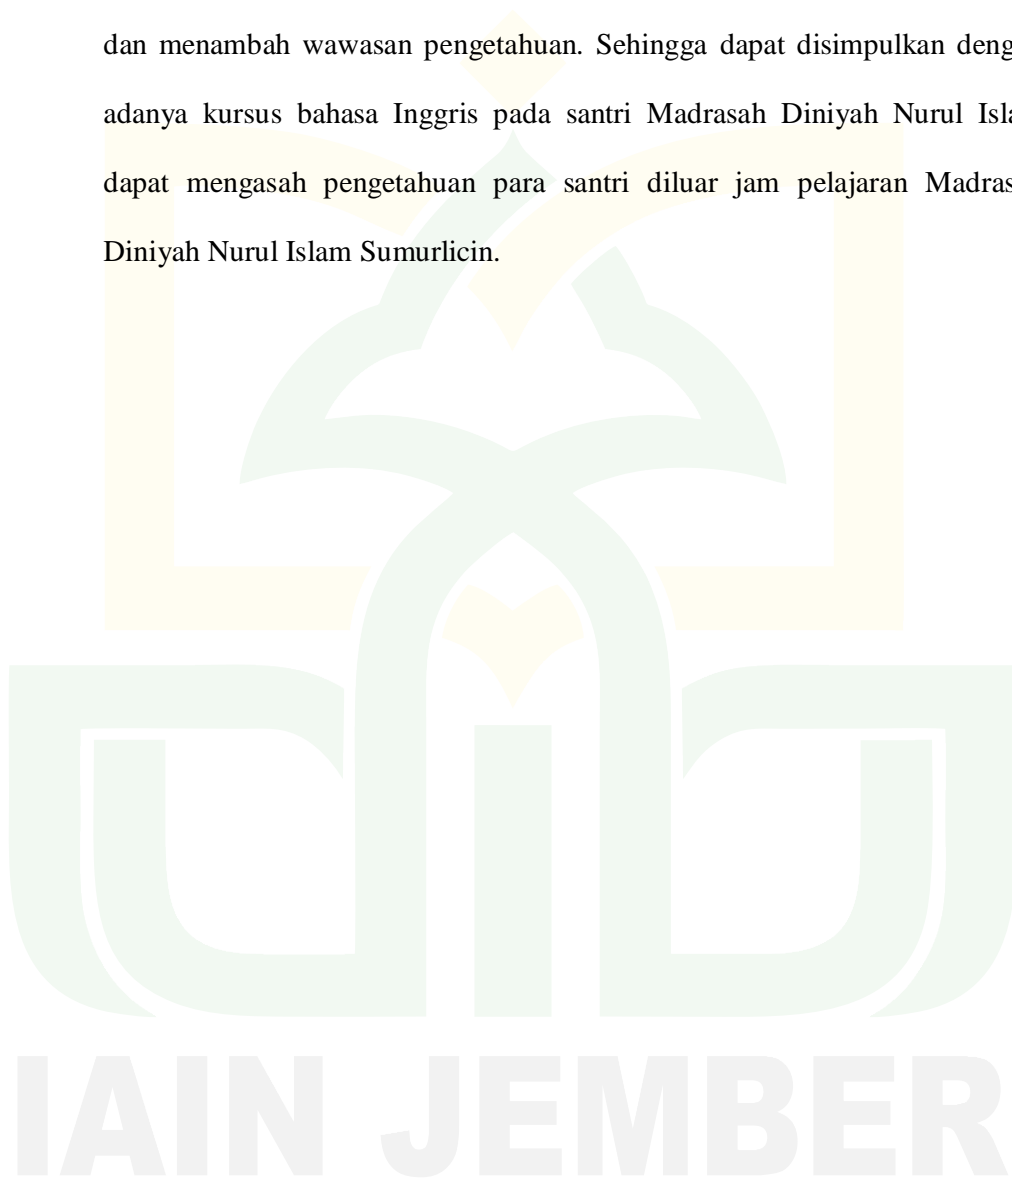 dan menambah wawasan pengetahuan. Sehingga dapat disimpulkan deng
adanya kursus bahasa Inggris pada santri Madrasah Diniyah Nurul Isla
dapat mengasah pengetahuan para santri diluar jam pelajaran Madras
Diniyah Nurul Islam Sumurlicin.
IAIN JEMBER